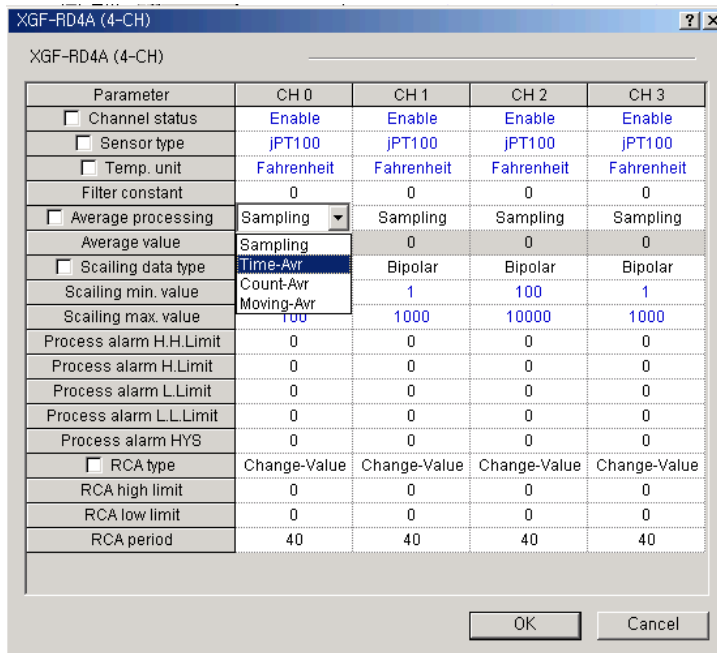 XGF-RD4A (4-CH)
XGF-RD4A (4-CH)
Parameter CH 0 CH 1 CH 2 CH 3
Channel status Enable Enable Enable Enable
Sensor type jPT100 jPT100 jPT100 jPT100
Temp. unit Fahrenheit Fahrenheit Fahrenheit Fahrenheit
Filter constant 0 0 0 0
Average processing Sampling Sampling Sampling Sampling
Average value Sampling 0 0 0
Scailing data type Time-Avr Bipolar Bipolar Bipolar
Scailing min. value Count-Avr 1 100 1
Moving-Avr
Scailing max. value 100 1000 10000 1000
Process alarm H.H.Limit 0 0 0 0
Process alarm H.Limit 0 0 0 0
Process alarm L.Limit 0 0 0 0
Process alarm L.L.Limit 0 0 0 0
Process alarm HYS 0 0 0 0
RCA type Change-Value Change-Value Change-Value Change-Value
RCA high limit 0 0 0 0
RCA low limit 0 0 0 0
RCA period 40 40 40 40
OK Cancel